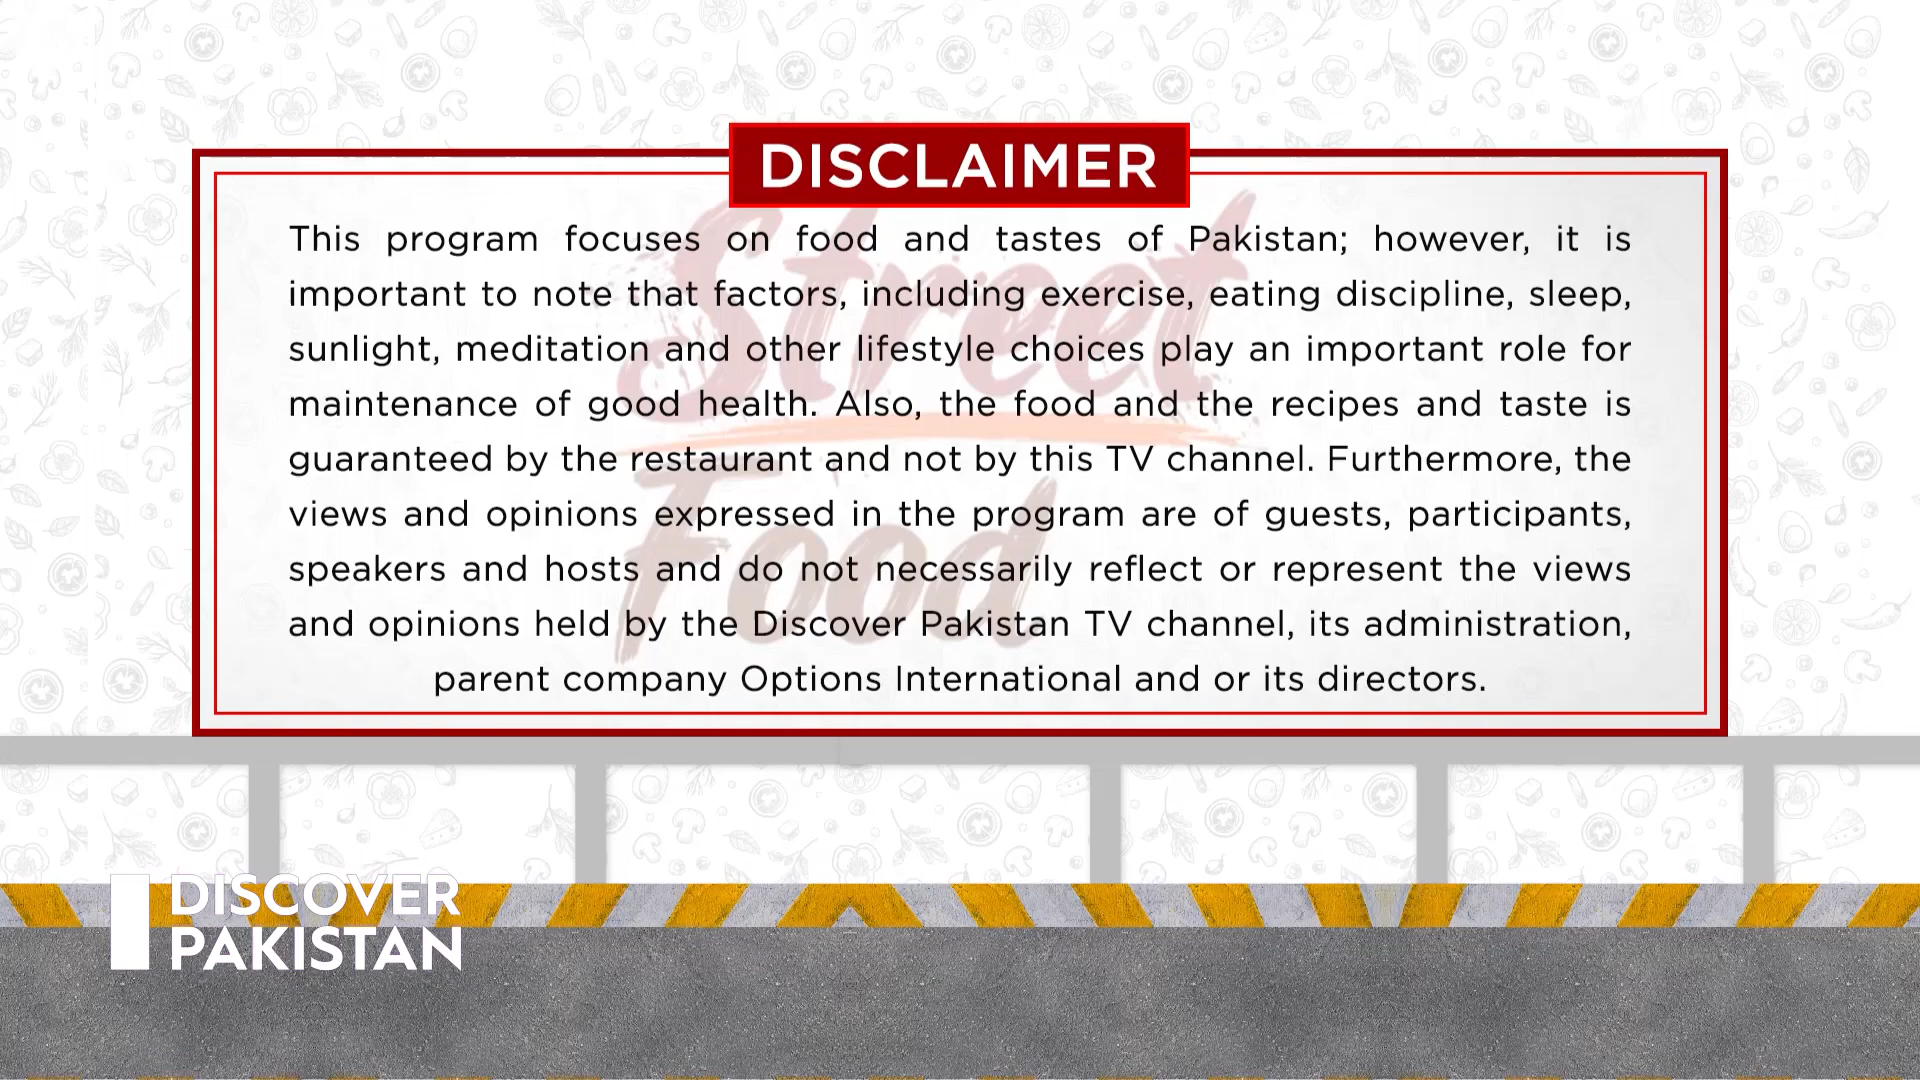 DISCLAIMER
Street
Food
This program focuses on food and tastes of Pakistan; however, it is
important to note that factors, including exercise, eating discipline, sleep,
sunlight, meditation and other lifestyle choices play an important role for
maintenance of good health. Also, the food and the recipes and taste is
guaranteed by the restaurant and not by this TV channel. Furthermore, the
views and opinions expressed in the program are of guests, participants,
speakers and hosts and do not necessarily reflect or represent the views
and opinions held by the Discover Pakistan TV channel, its administration,
parent company Options International and or its directors.
DISCOVER
PAKISTAN